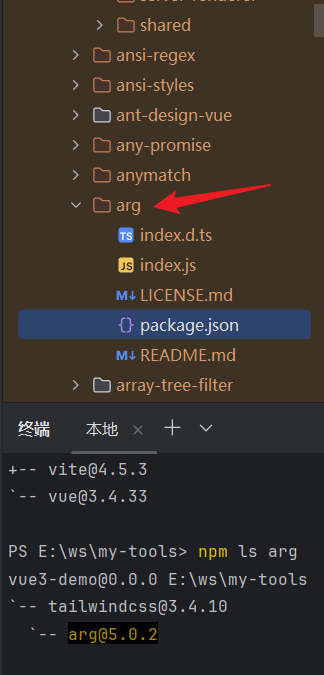 shared
ansi-regex
ansi-styles
ant-design-vue
any-promise
anymatch
arg
TS index.d.ts
JS index.js
M↓ LICENSE.md
{} package.json
M↓ README.md
array-tree-filter
终端 本地 × + ∨
+-- vite@4.5.3
`-- vue@3.4.33
PS E:\ws\my-tools> npm ls arg
vue3-demo@0.0.0 E:\ws\my-tools
`-- tailwindcss@3.4.10
  `-- arg@5.0.2